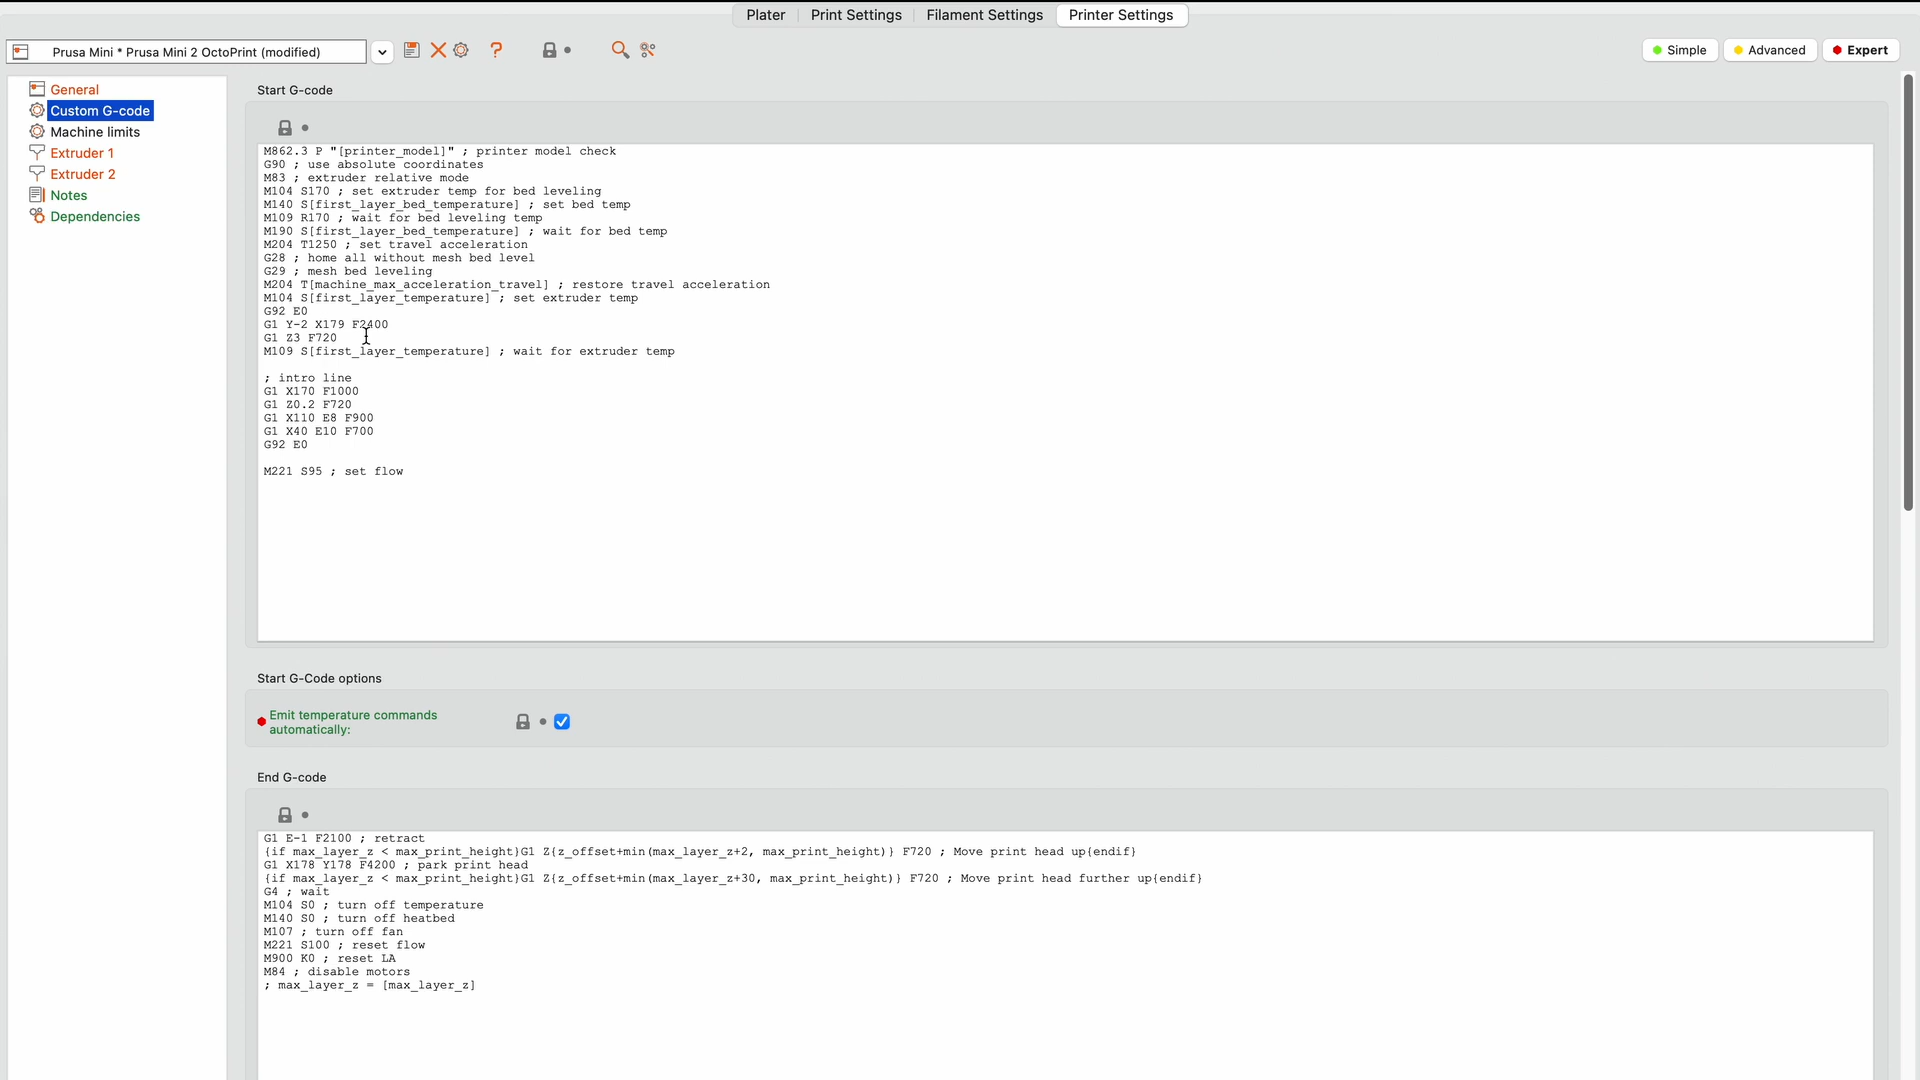 Plater
Print Settings
Filament Settings
Printer Settings
Prusa Mini * Prusa Mini 2 OctoPrint (modified)
?
Simple
Advanced
Expert
General
Custom G-code
Machine limits
Extruder 1
Extruder 2
Notes
Dependencies
Start G-code
M862.3 P "[printer_model]" ; printer model check
G90 ; use absolute coordinates
M83 ; extruder relative mode
M104 S170 ; set extruder temp for bed leveling
M140 S[first_layer_bed_temperature] ; set bed temp
M109 R170 ; wait for bed leveling temp
M190 S[first_layer_bed_temperature] ; wait for bed temp
M204 T1250 ; set travel acceleration
G28 ; home all without mesh bed level
G29 ; mesh bed leveling
M204 T[machine_max_acceleration_travel] ; restore travel acceleration
M104 S[first_layer_temperature] ; set extruder temp
G92 E0
G1 Y-2 X179 F2400
G1 Z3 F720
M109 S[first_layer_temperature] ; wait for extruder temp
; intro line
G1 X170 F1000
G1 Z0.2 F720
G1 X110 E8 F900
G1 X40 E10 F700
G92 E0
M221 S95 ; set flow
Start G-Code options
Emit temperature commands
automatically:
End G-code
G1 E-1 F2100 ; retract
{if max_layer_z < max_print_height}G1 Z{z_offset+min(max_layer_z+2, max_print_height)} F720 ; Move print head up{endif}
G1 X178 Y178 F4200 ; park print head
{if max_layer_z < max_print_height}G1 Z{z_offset+min(max_layer_z+30, max_print_height)} F720 ; Move print head further up{endif}
G4 ; wait
M104 S0 ; turn off temperature
M140 S0 ; turn off heatbed
M107 ; turn off fan
M221 S100 ; reset flow
M900 K0 ; reset LA
M84 ; disable motors
; max_layer_z = [max_layer_z]